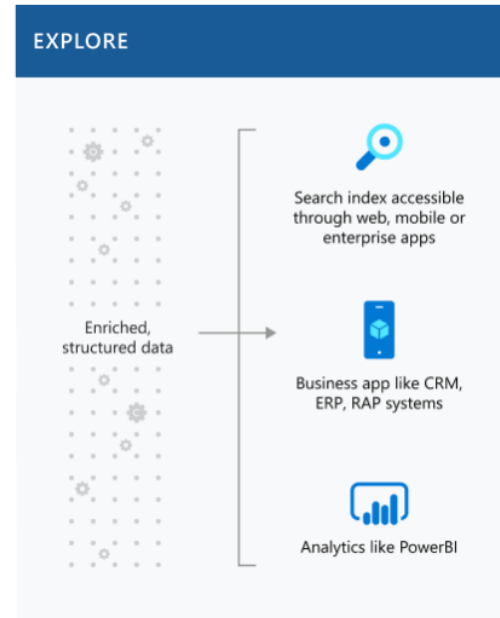 EXPLORE
Enriched,
structured data
Search index accessible
through web, mobile or
enterprise apps
Business app like CRM,
ERP, RAP systems
Analytics like PowerBI